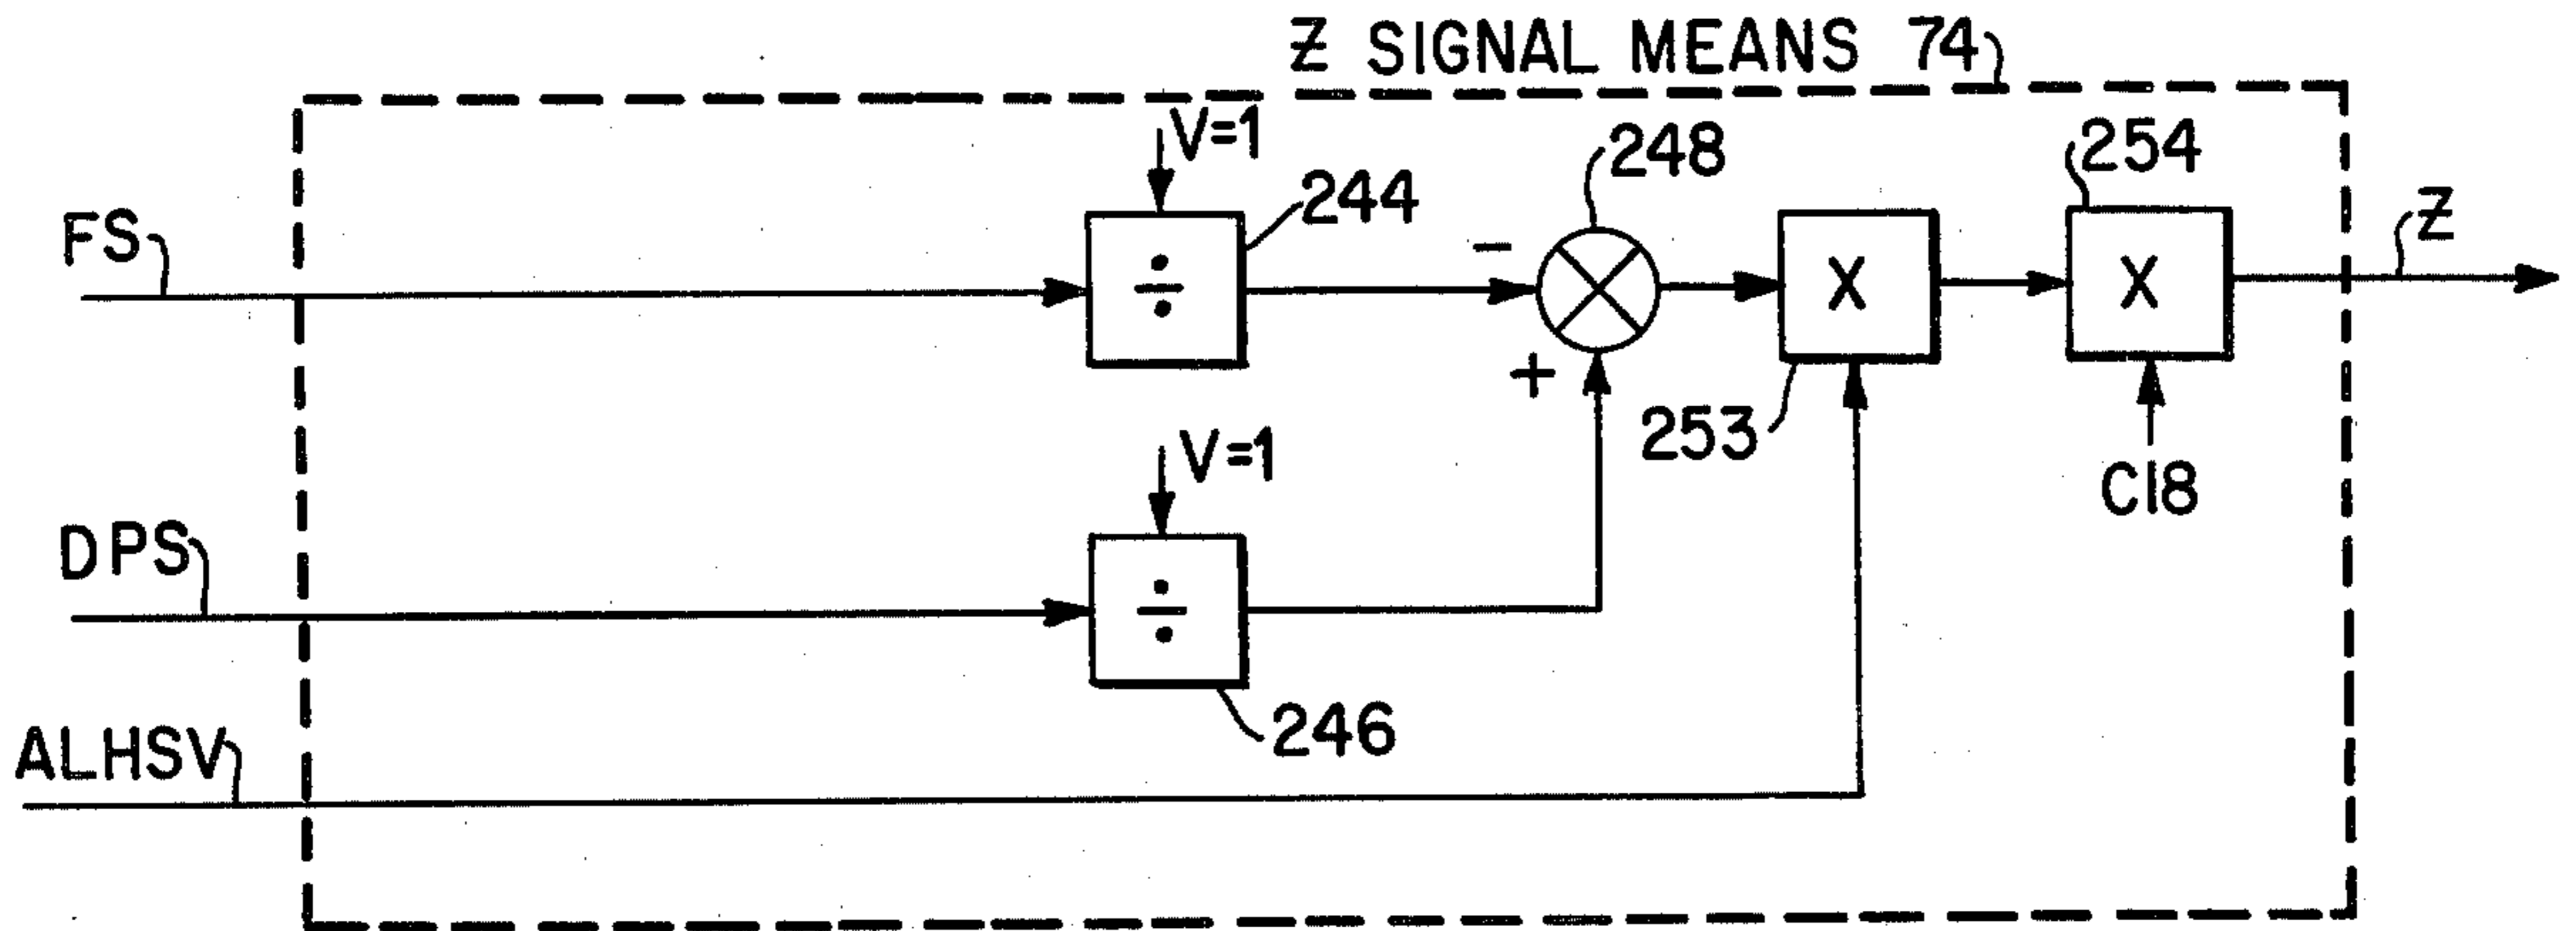 Z SIGNAL MEANS 74
V=1
248
254
244
Z
FS
÷
−
X
X
+
253
V=1
C18
DPS
÷
246
ALHSV